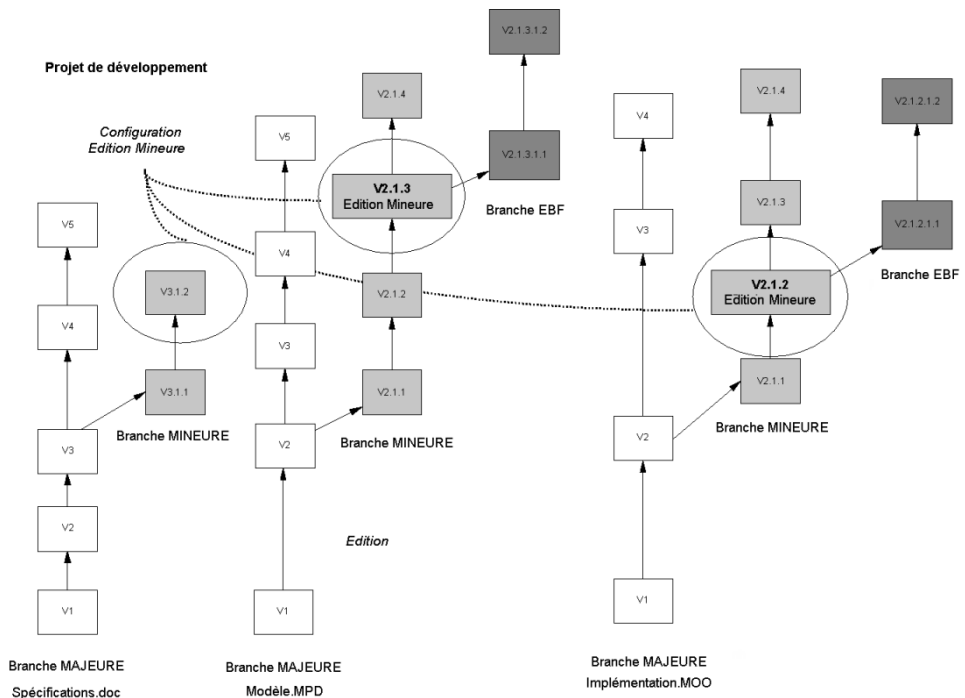 Projet de développement
Configuration
Edition Mineure
V5
V4
V3
V2
V1
V3.1.2
V3.1.1
Branche MINEURE
Branche MAJEURE
Spécifications.doc
V5
V4
V3
V2
V1
V2.1.4
V2.1.3
Edition Mineure
V2.1.2
V2.1.1
Branche MINEURE
V2.1.3.1.2
V2.1.3.1.1
Branche EBF
Edition
Branche MAJEURE
Modèle.MPD
V4
V3
V2
V1
V2.1.4
V2.1.3
V2.1.2
Edition Mineure
V2.1.1
Branche MINEURE
V2.1.2.1.2
V2.1.2.1.1
Branche EBF
Branche MAJEURE
Implémentation.MOO